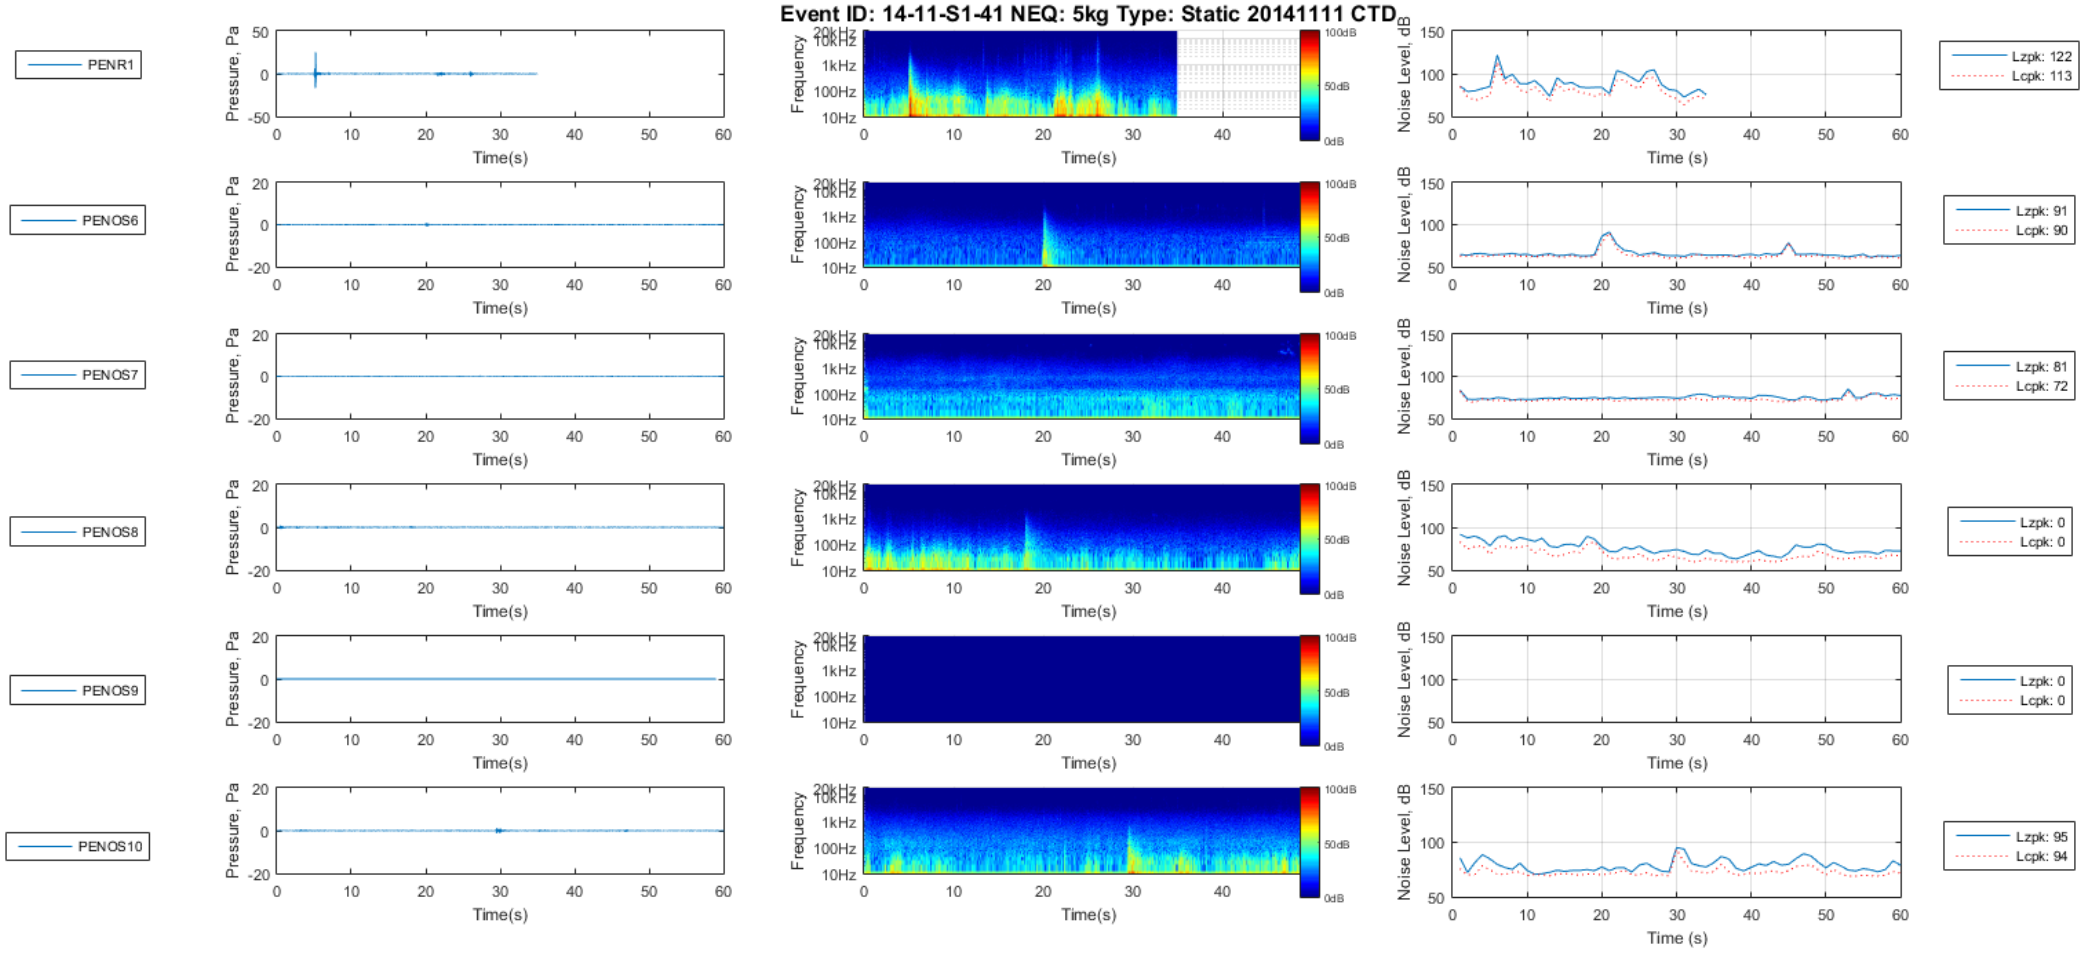 Event ID: 14-11-S1-41 NEQ: 5kg Type: Static 20141111 CTD
PENR1
Pressure, Pa
50
0
-50
0 10 20 30 40 50 60
Time(s)
Frequency
20kHz
10kHz
1kHz
100Hz
10Hz
0 10 20 30 40
Time(s)
100dB
50dB
0dB
Noise Level, dB
150
100
50
0 10 20 30 40 50 60
Time (s)
Lzpk: 122
Lcpk: 113
PENOS6
Pressure, Pa
20
0
-20
0 10 20 30 40 50 60
Time(s)
Frequency
20kHz
10kHz
1kHz
100Hz
10Hz
0 10 20 30 40
Time(s)
100dB
50dB
0dB
Noise Level, dB
150
100
50
0 10 20 30 40 50 60
Time (s)
Lzpk: 91
Lcpk: 90
PENOS7
Pressure, Pa
20
0
-20
0 10 20 30 40 50 60
Time(s)
Frequency
20kHz
10kHz
1kHz
100Hz
10Hz
0 10 20 30 40
Time(s)
100dB
50dB
0dB
Noise Level, dB
150
100
50
0 10 20 30 40 50 60
Time (s)
Lzpk: 81
Lcpk: 72
PENOS8
Pressure, Pa
20
0
-20
0 10 20 30 40 50 60
Time(s)
Frequency
20kHz
10kHz
1kHz
100Hz
10Hz
0 10 20 30 40
Time(s)
100dB
50dB
0dB
Noise Level, dB
150
100
50
0 10 20 30 40 50 60
Time (s)
Lzpk: 0
Lcpk: 0
PENOS9
Pressure, Pa
20
0
-20
0 10 20 30 40 50 60
Time(s)
Frequency
20kHz
10kHz
1kHz
100Hz
10Hz
0 10 20 30 40
Time(s)
100dB
50dB
0dB
Noise Level, dB
150
100
50
0 10 20 30 40 50 60
Time (s)
Lzpk: 0
Lcpk: 0
PENOS10
Pressure, Pa
20
0
-20
0 10 20 30 40 50 60
Time(s)
Frequency
20kHz
10kHz
1kHz
100Hz
10Hz
0 10 20 30 40
Time(s)
100dB
50dB
0dB
Noise Level, dB
150
100
50
0 10 20 30 40 50 60
Time (s)
Lzpk: 95
Lcpk: 94